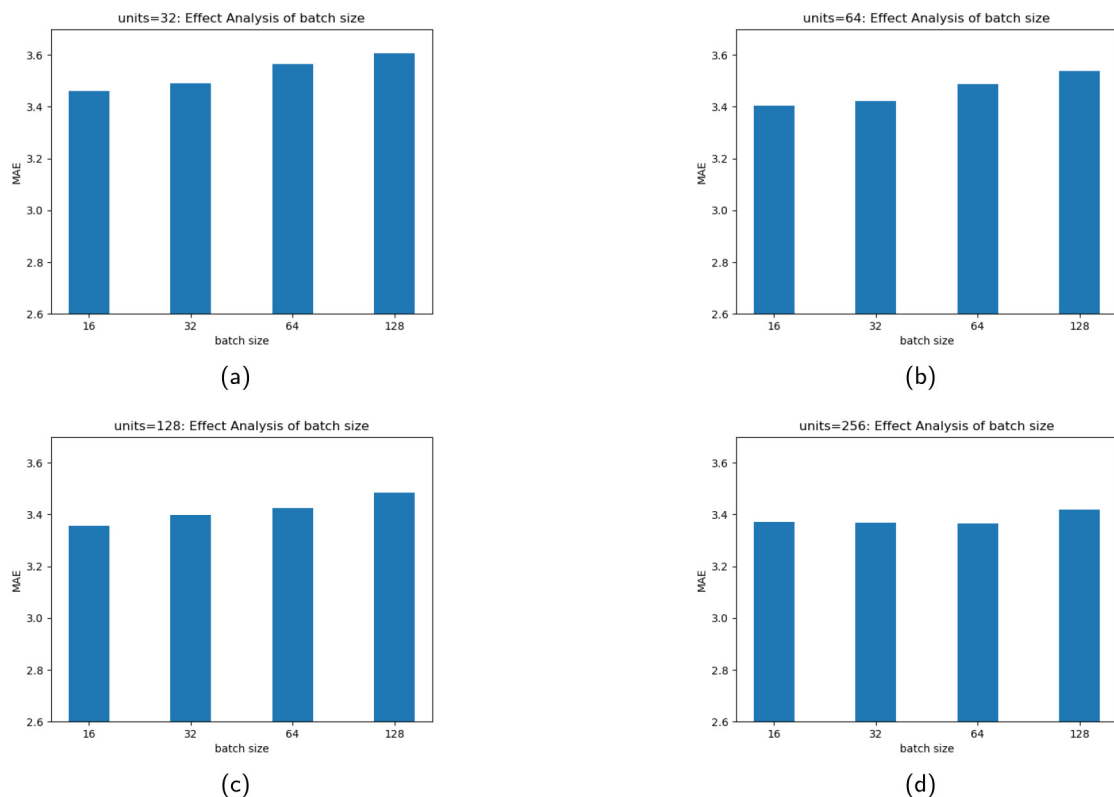 units=32: Effect Analysis of batch size
3.6
3.4
3.2
3.0
2.8
2.6
MAE
16 32 64 128
batch size
(a)
units=64: Effect Analysis of batch size
3.6
3.4
3.2
3.0
2.8
2.6
MAE
16 32 64 128
batch size
(b)
units=128: Effect Analysis of batch size
3.6
3.4
3.2
3.0
2.8
2.6
MAE
16 32 64 128
batch size
(c)
units=256: Effect Analysis of batch size
3.6
3.4
3.2
3.0
2.8
2.6
MAE
16 32 64 128
batch size
(d)